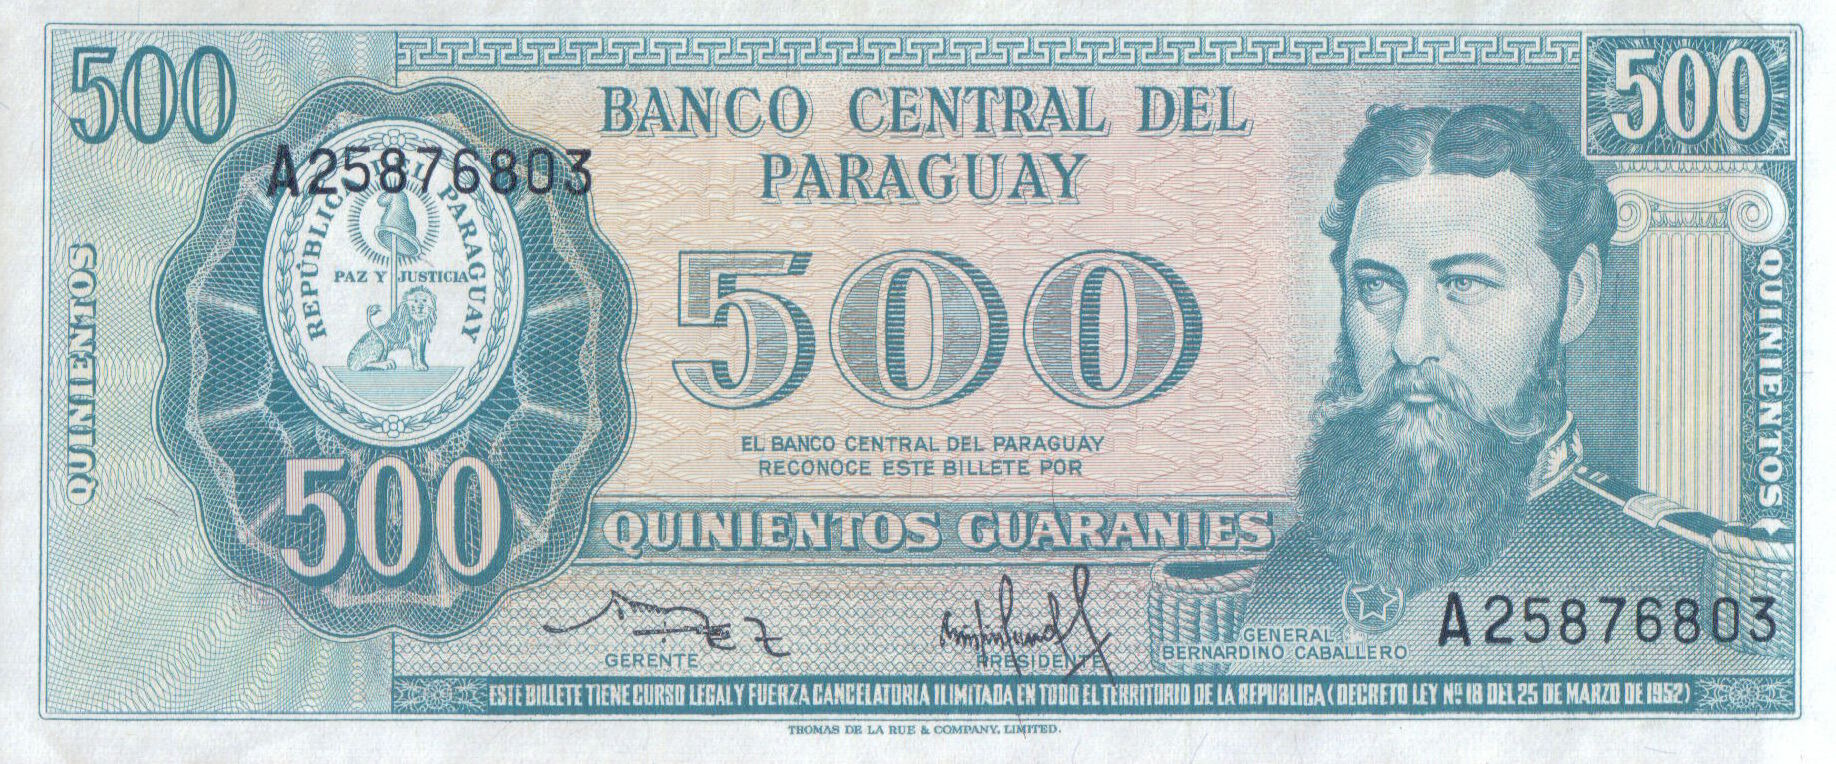 500
500
BANCO CENTRAL DEL
PARAGUAY
A25876803
REPÚBLICA DEL PARAGUAY
PAZ Y JUSTICIA
500
QUINIENTOS
QUINIENTOS
EL BANCO CENTRAL DEL PARAGUAY
RECONOCE ESTE BILLETE POR
500
QUINIENTOS GUARANIES
A25876803
GENERAL
BERNARDINO CABALLERO
GERENTE
PRESIDENTE
ESTE BILLETE TIENE CURSO LEGAL Y FUERZA CANCELATORIA ILIMITADA EN TODO EL TERRITORIO DE LA REPUBLICA (DECRETO LEY Nº 18 DEL 25 DE MARZO DE 1952)
THOMAS DE LA RUE & COMPANY, LIMITED.